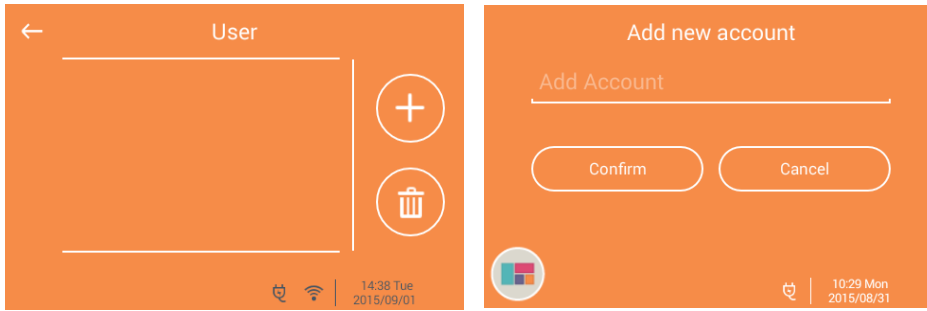 User
14:38 Tue
2015/09/01
Add new account
Add Account
Confirm
Cancel
10:29 Mon
2015/08/31